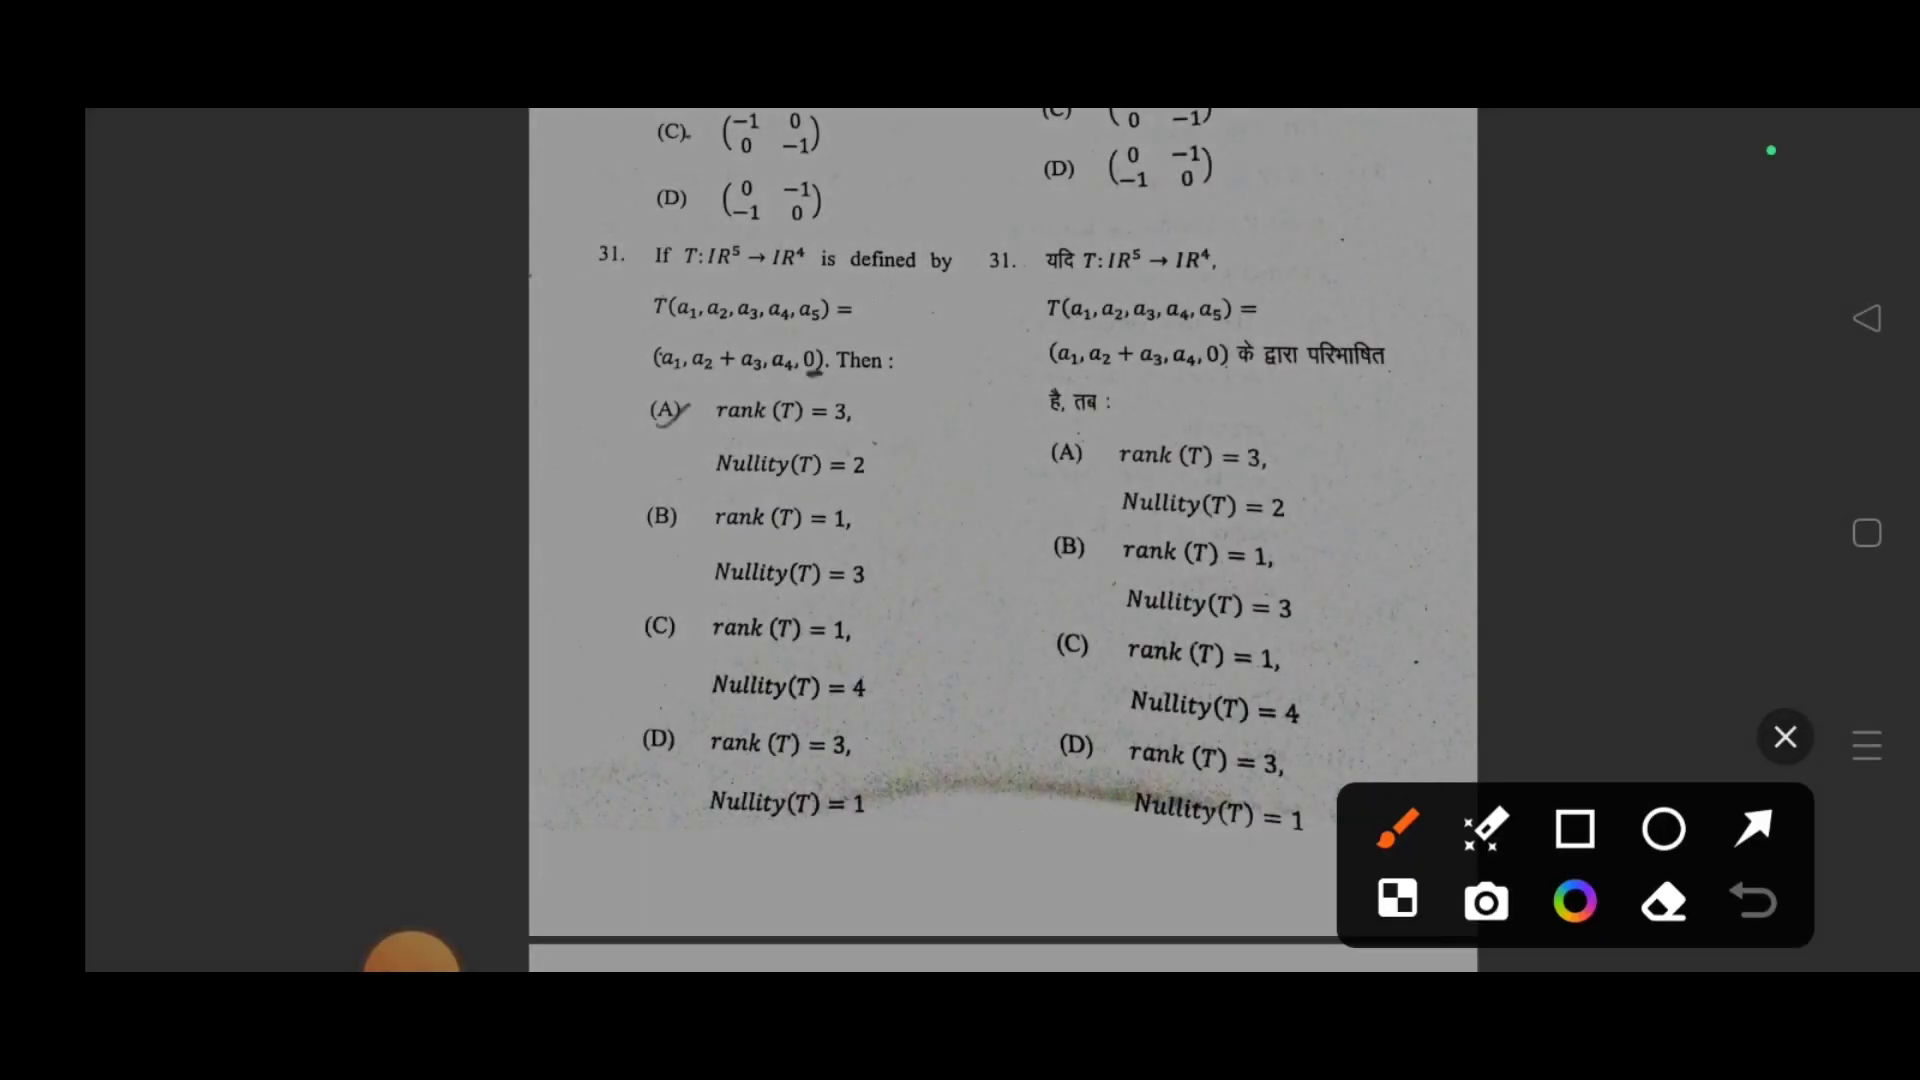 (C). (−1 0
0 −1)
(D) (0 −1
−1 0)
31. If T: IR⁵ → IR⁴ is defined by
T(a₁, a₂, a₃, a₄, a₅) =
(a₁, a₂ + a₃, a₄, 0). Then :
(A) rank (T) = 3,
Nullity(T) = 2
(B) rank (T) = 1,
Nullity(T) = 3
(C) rank (T) = 1,
Nullity(T) = 4
(D) rank (T) = 3,
Nullity(T) = 1
(C) 0 −1)
(D) (0 −1
−1 0)
31. यदि T: IR⁵ → IR⁴,
T(a₁, a₂, a₃, a₄, a₅) =
(a₁, a₂ + a₃, a₄, 0) के द्वारा परिभाषित
है, तब :
(A) rank (T) = 3,
Nullity(T) = 2
(B) rank (T) = 1,
Nullity(T) = 3
(C) rank (T) = 1,
Nullity(T) = 4
(D) rank (T) = 3,
Nullity(T) = 1